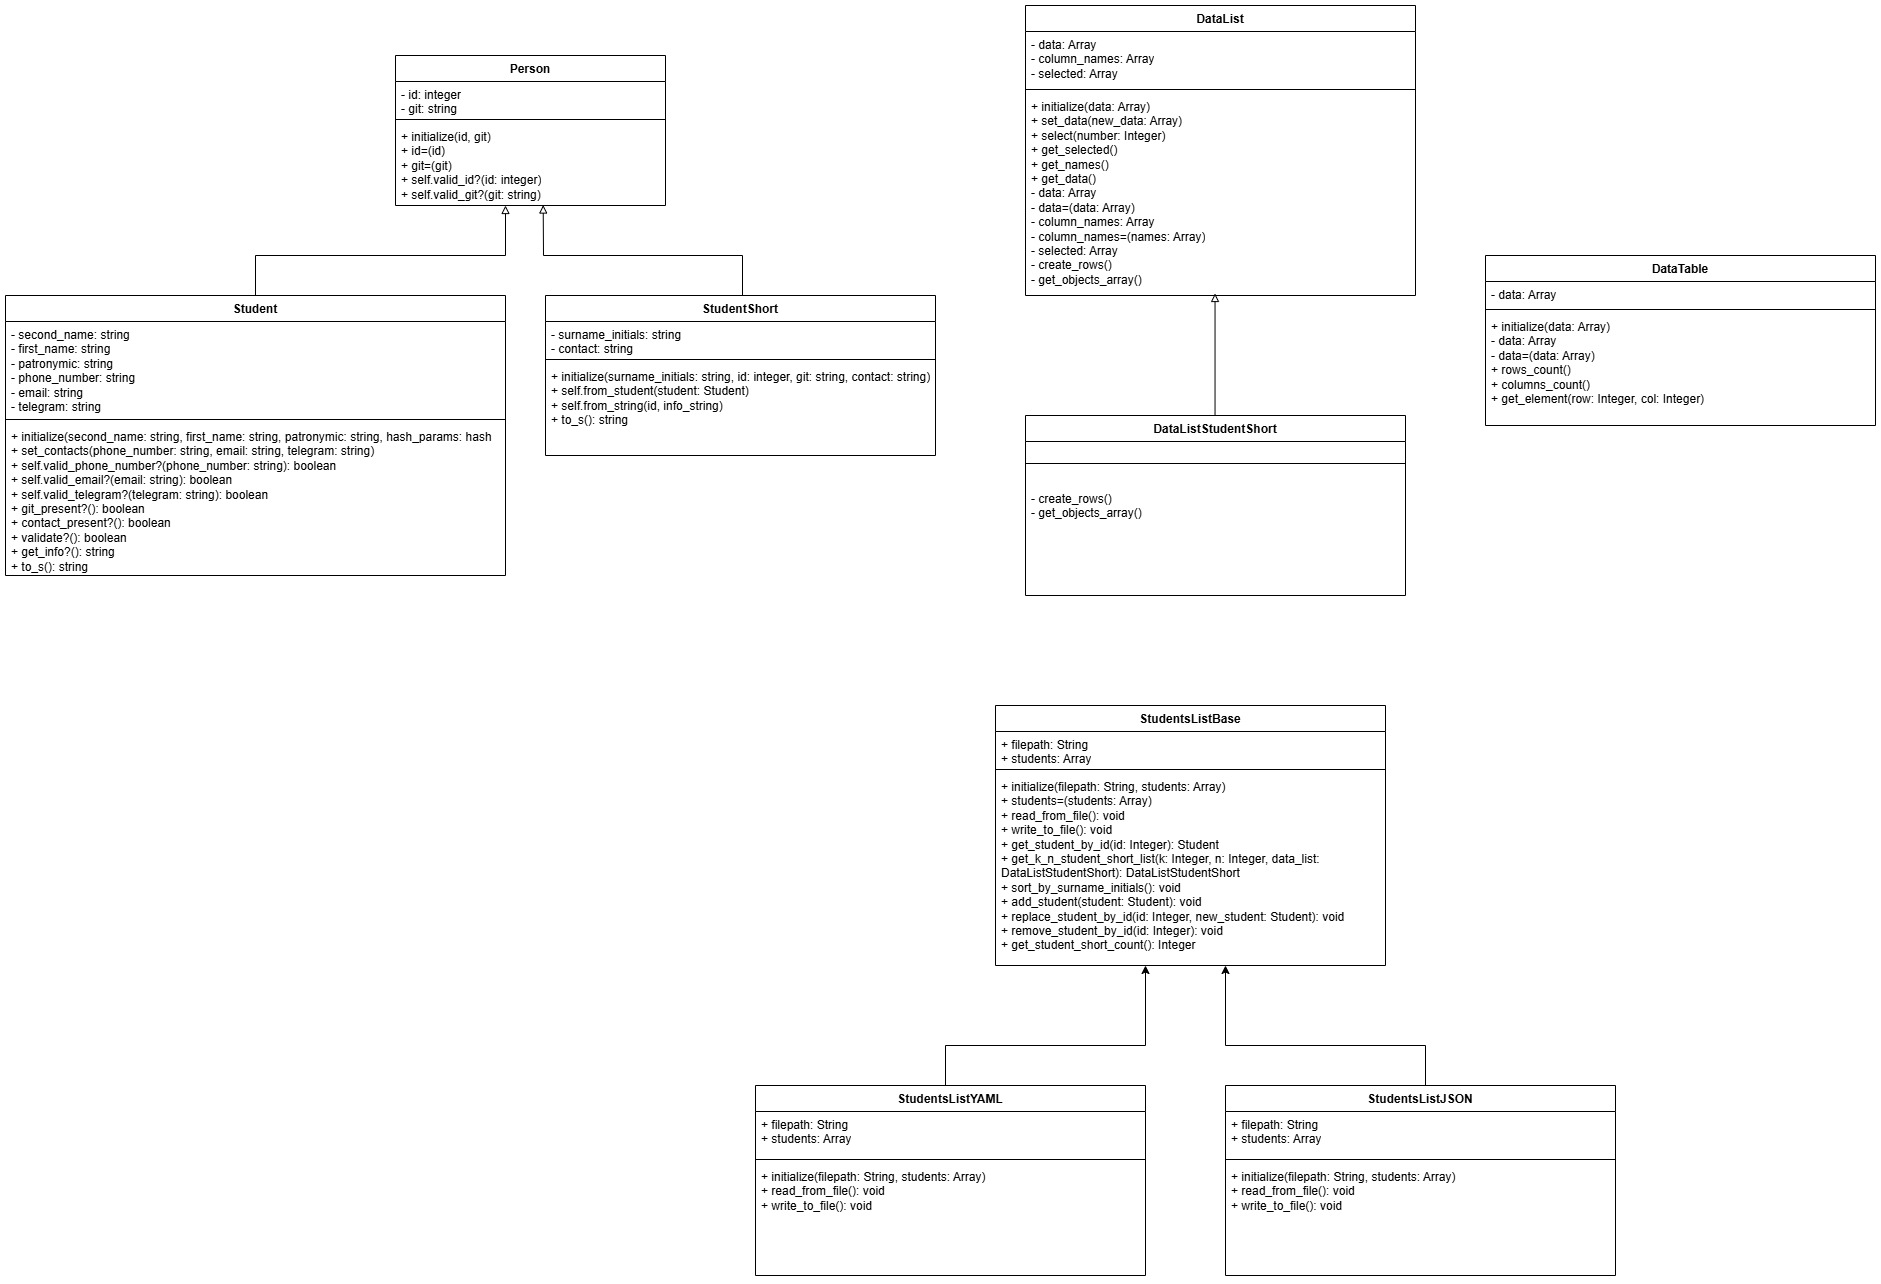 Person
- id: integer
- git: string
+ initialize(id, git)
+ id=(id)
+ git=(git)
+ self.valid_id?(id: integer)
+ self.valid_git?(git: string)
Student
- second_name: string
- first_name: string
- patronymic: string
- phone_number: string
- email: string
- telegram: string
+ initialize(second_name: string, first_name: string, patronymic: string, hash_params: hash
+ set_contacts(phone_number: string, email: string, telegram: string)
+ self.valid_phone_number?(phone_number: string): boolean
+ self.valid_email?(email: string): boolean
+ self.valid_telegram?(telegram: string): boolean
+ git_present?(): boolean
+ contact_present?(): boolean
+ validate?(): boolean
+ get_info?(): string
+ to_s(): string
StudentShort
- surname_initials: string
- contact: string
+ initialize(surname_initials: string, id: integer, git: string, contact: string)
+ self.from_student(student: Student)
+ self.from_string(id, info_string)
+ to_s(): string
DataList
- data: Array
- column_names: Array
- selected: Array
+ initialize(data: Array)
+ set_data(new_data: Array)
+ select(number: Integer)
+ get_selected()
+ get_names()
+ get_data()
- data: Array
- data=(data: Array)
- column_names: Array
- column_names=(names: Array)
- selected: Array
- create_rows()
- get_objects_array()
DataListStudentShort
- create_rows()
- get_objects_array()
DataTable
- data: Array
+ initialize(data: Array)
- data: Array
- data=(data: Array)
+ rows_count()
+ columns_count()
+ get_element(row: Integer, col: Integer)
StudentsListBase
+ filepath: String
+ students: Array
+ initialize(filepath: String, students: Array)
+ students=(students: Array)
+ read_from_file(): void
+ write_to_file(): void
+ get_student_by_id(id: Integer): Student
+ get_k_n_student_short_list(k: Integer, n: Integer, data_list:
DataListStudentShort): DataListStudentShort
+ sort_by_surname_initials(): void
+ add_student(student: Student): void
+ replace_student_by_id(id: Integer, new_student: Student): void
+ remove_student_by_id(id: Integer): void
+ get_student_short_count(): Integer
StudentsListYAML
+ filepath: String
+ students: Array
+ initialize(filepath: String, students: Array)
+ read_from_file(): void
+ write_to_file(): void
StudentsListJSON
+ filepath: String
+ students: Array
+ initialize(filepath: String, students: Array)
+ read_from_file(): void
+ write_to_file(): void